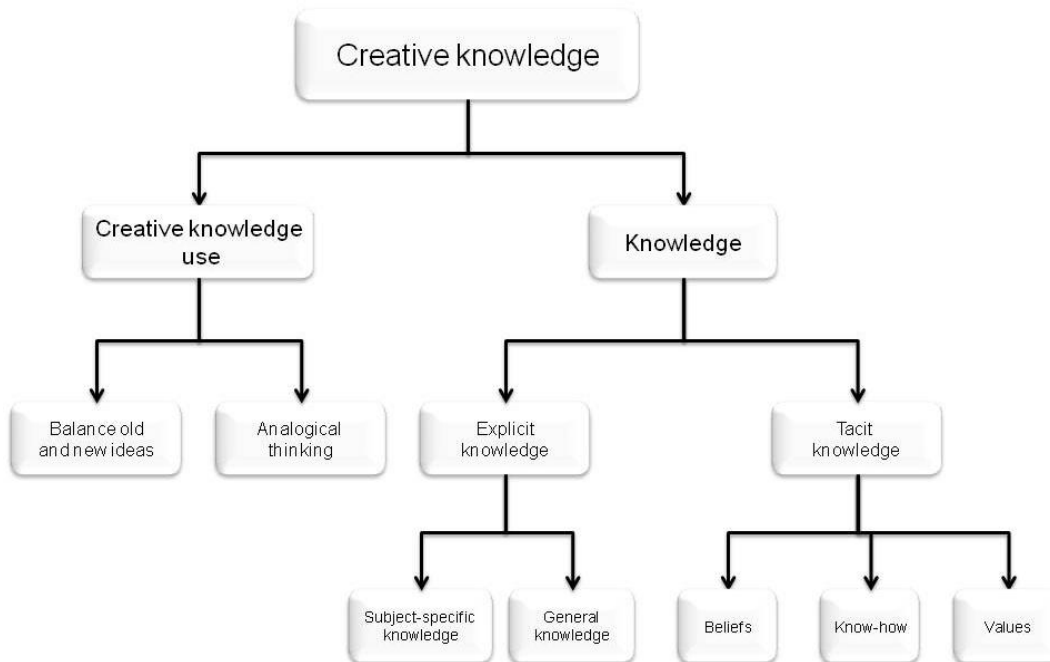 Creative knowledge
Creative knowledge
use
Knowledge
Balance old
and new ideas
Analogical
thinking
Explicit
knowledge
Tacit
knowledge
Subject-specific
knowledge
General
knowledge
Beliefs
Know-how
Values